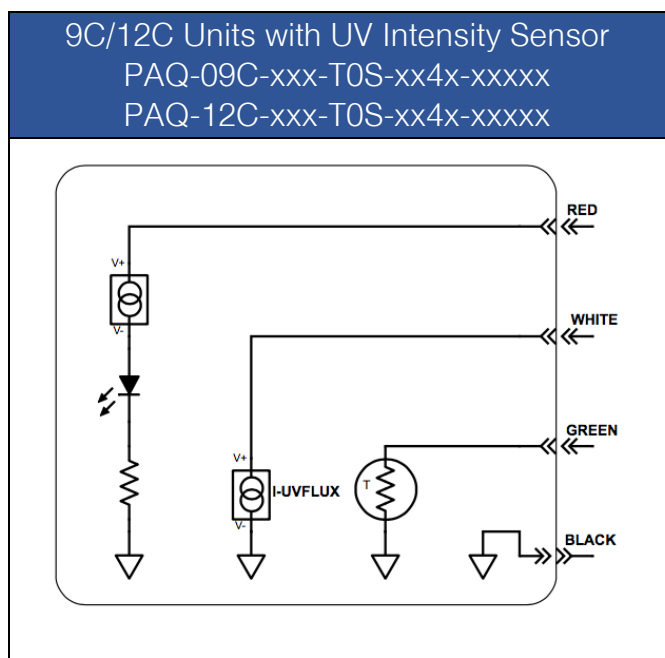 9C/12C Units with UV Intensity Sensor
PAQ-09C-xxx-T0S-xx4x-xxxxx
PAQ-12C-xxx-T0S-xx4x-xxxxx
RED
V+
V-
WHITE
GREEN
V+
I-UVFLUX
T
V-
BLACK